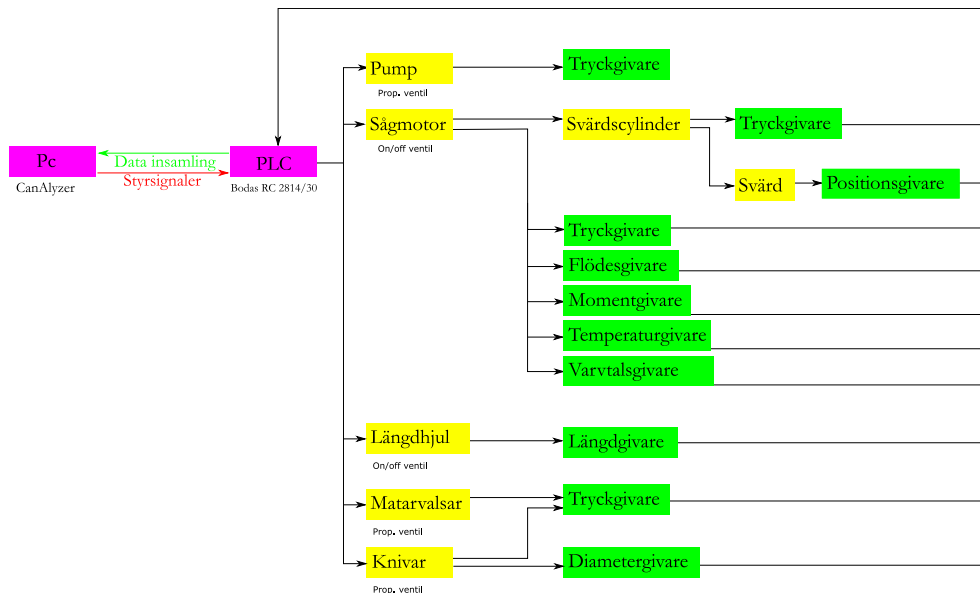 Pump
Tryckgivare
Prop. ventil
Sågmotor
Svärdscylinder
Tryckgivare
On/off ventil
Pc
Data insamling
PLC
CanAlyzer
Styrsignaler
Bodas RC 2814/30
Svärd
Positionsgivare
Tryckgivare
Flödesgivare
Momentgivare
Temperaturgivare
Varvtalsgivare
Längdhjul
Längdgivare
On/off ventil
Matarvalsar
Tryckgivare
Prop. ventil
Knivar
Diametergivare
Prop. ventil